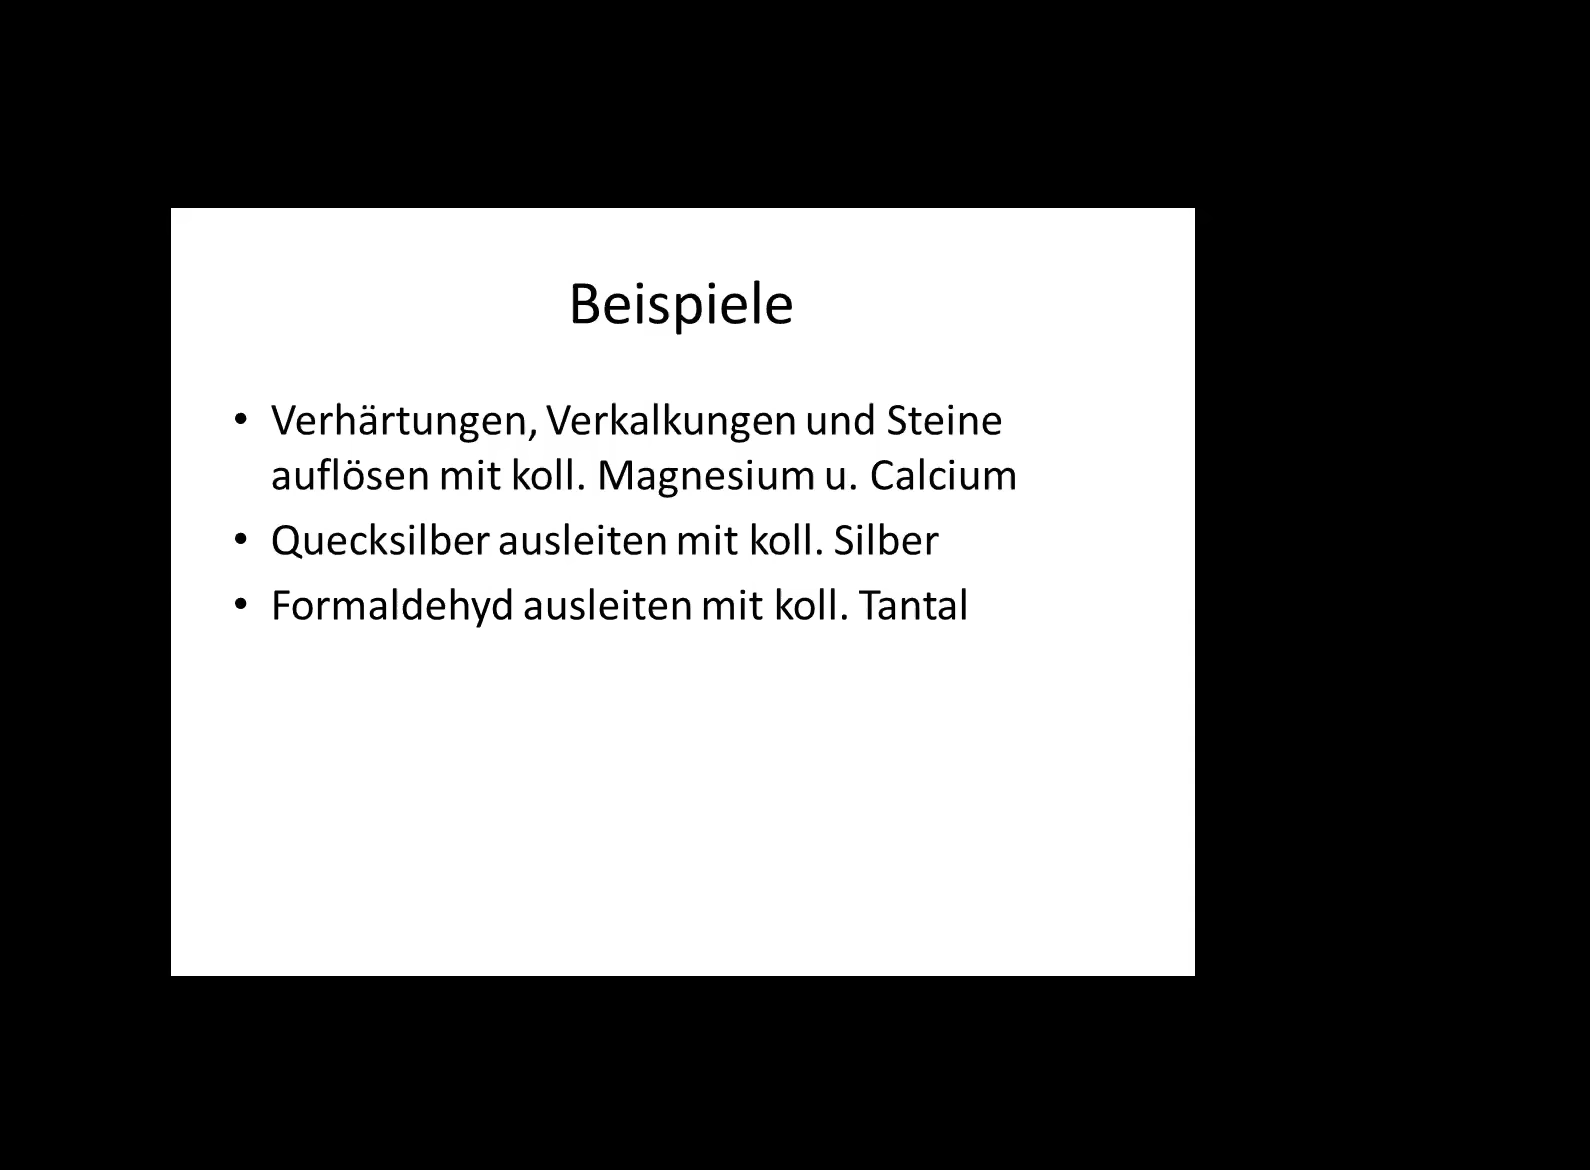 Beispiele
• Verhärtungen, Verkalkungen und Steine
auflösen mit koll. Magnesium u. Calcium
• Quecksilber ausleiten mit koll. Silber
• Formaldehyd ausleiten mit koll. Tantal